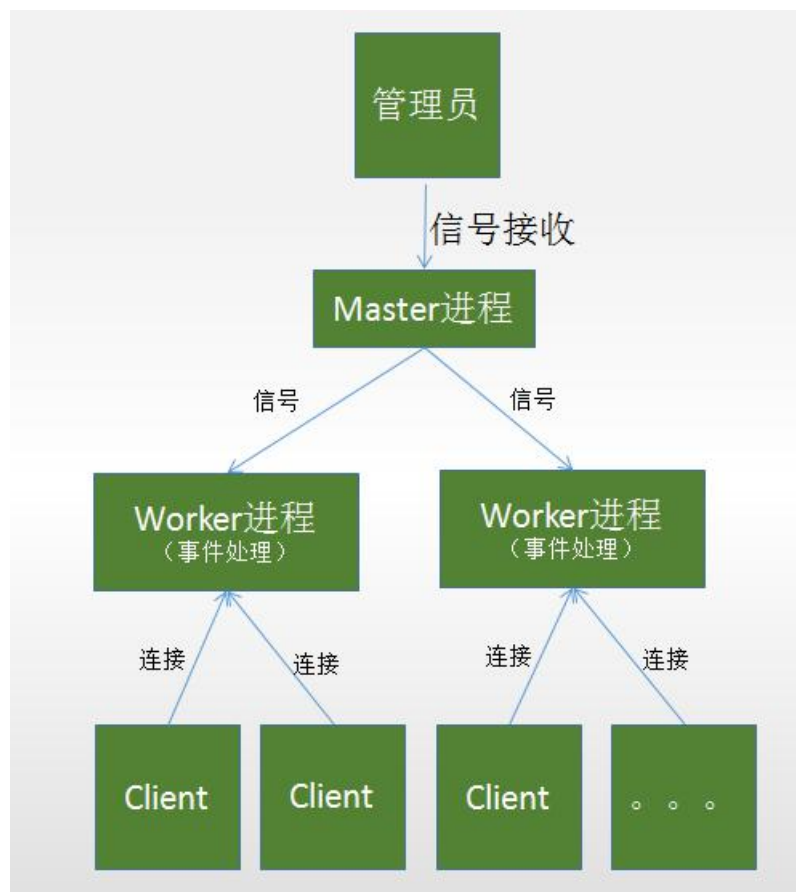 管理员
信号接收
Master进程
信号
信号
Worker进程
（事件处理）
Worker进程
（事件处理）
连接
连接
连接
连接
Client
Client
Client
。。。